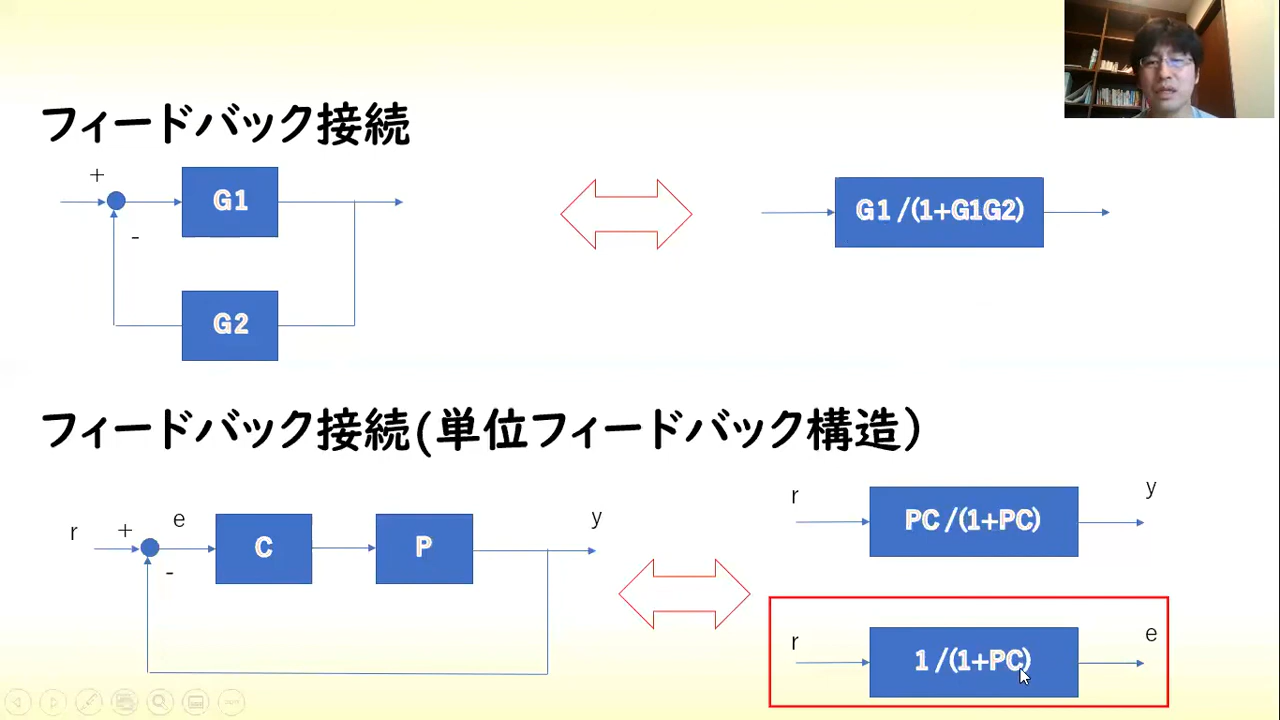 フィードバック接続
+
G1
-
G2
G1 /(1+G1G2)
フィードバック接続(単位フィードバック構造)
r
+
e
-
C
P
y
r
PC /(1+PC)
y
r
1 /(1+PC)
e